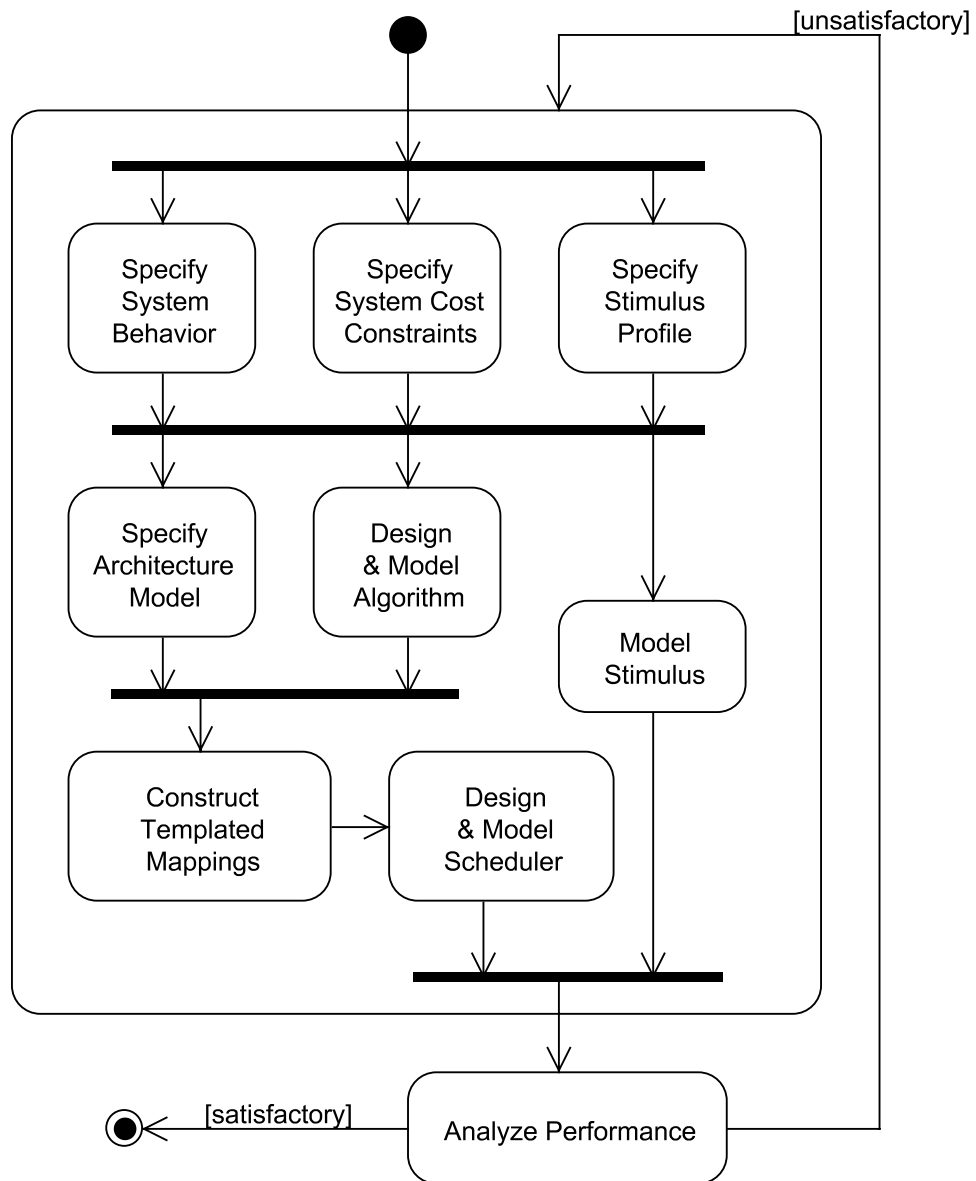 [unsatisfactory]
Specify
System
Behavior
Specify
System Cost
Constraints
Specify
Stimulus
Profile
Specify
Architecture
Model
Design
& Model
Algorithm
Model
Stimulus
Construct
Templated
Mappings
Design
& Model
Scheduler
[satisfactory]
Analyze Performance